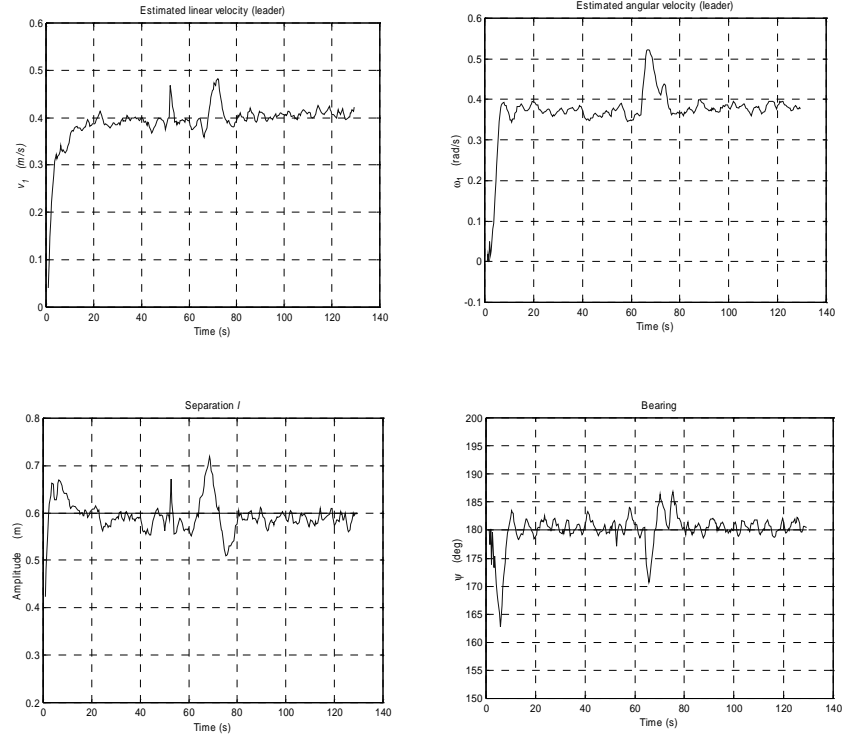 Estimated linear velocity (leader)
0.6
0.5
0.4
0.3
0.2
0.1
0
v1 (m/s)
0 20 40 60 80 100 120 140
Time (s)
Estimated angular velocity (leader)
0.6
0.5
0.4
0.3
0.2
0.1
0
-0.1
ω1 (rad/s)
0 20 40 60 80 100 120 140
Time (s)
Separation l
0.8
0.7
0.6
0.5
0.4
0.3
0.2
Amplitude (m)
0 20 40 60 80 100 120 140
Time (s)
Bearing
200
195
190
185
180
175
170
165
160
155
150
ψ (deg)
0 20 40 60 80 100 120 140
Time (s)